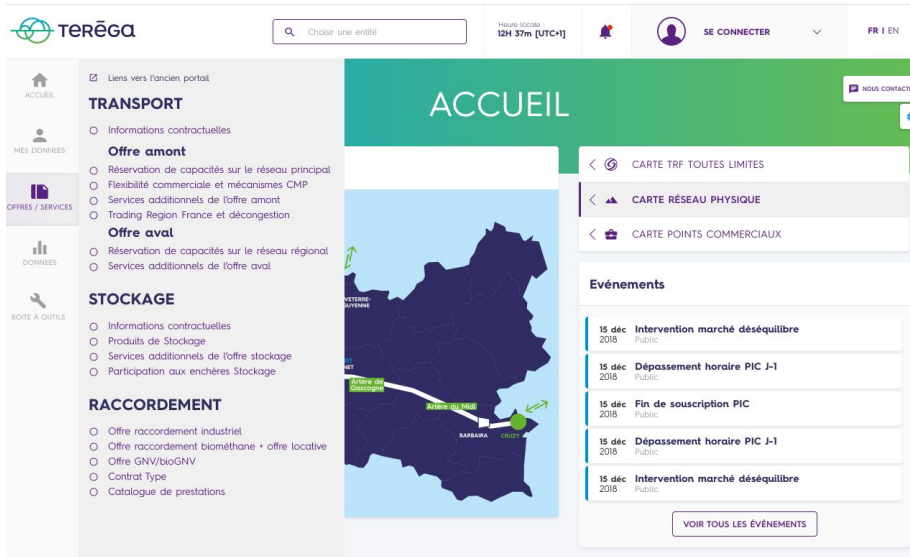 TERĒGA
Choisir une entité
Heure locale
12H 37m [UTC+1]
SE CONNECTER
FR I EN
ACCUEIL
MES DONNEES
OFFRES / SERVICES
DONNEES
BOITE À OUTILS
Liens vers l'ancien portail
TRANSPORT
Informations contractuelles
Offre amont
Réservation de capacités sur le réseau principal
Flexibilité commerciale et mécanismes CMP
Services additionnels de l'offre amont
Trading Region France et décongestion
Offre aval
Réservation de capacités sur le réseau régional
Services additionnels de l'offre aval
STOCKAGE
Informations contractuelles
Produits de Stockage
Services additionnels de l'offre stockage
Participation aux enchères Stockage
RACCORDEMENT
Offre raccordement industriel
Offre raccordement biométhane + offre locative
Offre GNV/bioGNV
Contrat Type
Catalogue de prestations
ACCUEIL
NOUS CONTACTE
Artère de
Gascogne
Artère du Midi
BARBAIRA
CRUZY
CARTE TRF TOUTES LIMITES
CARTE RÉSEAU PHYSIQUE
CARTE POINTS COMMERCIAUX
Evénements
15 déc Intervention marché déséquilibre
2018 Public
15 déc Dépassement horaire PIC J-1
2018 Public
15 déc Fin de souscription PIC
2018 Public
15 déc Dépassement horaire PIC J-1
2018 Public
15 déc Intervention marché déséquilibre
2018 Public
VOIR TOUS LES ÉVÉNEMENTS